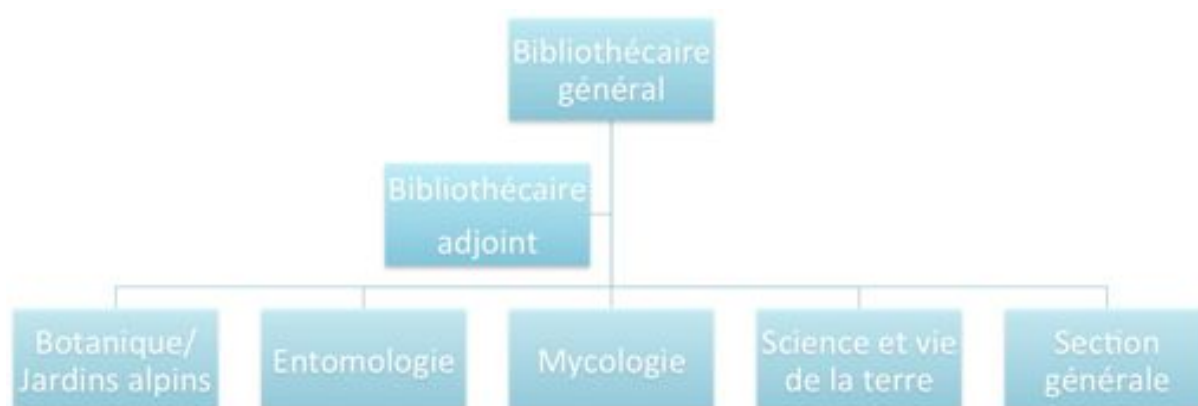 Bibliothécaire
général
Bibliothécaire
adjoint
Botanique/
Jardins alpins
Entomologie
Mycologie
Science et vie
de la terre
Section
générale